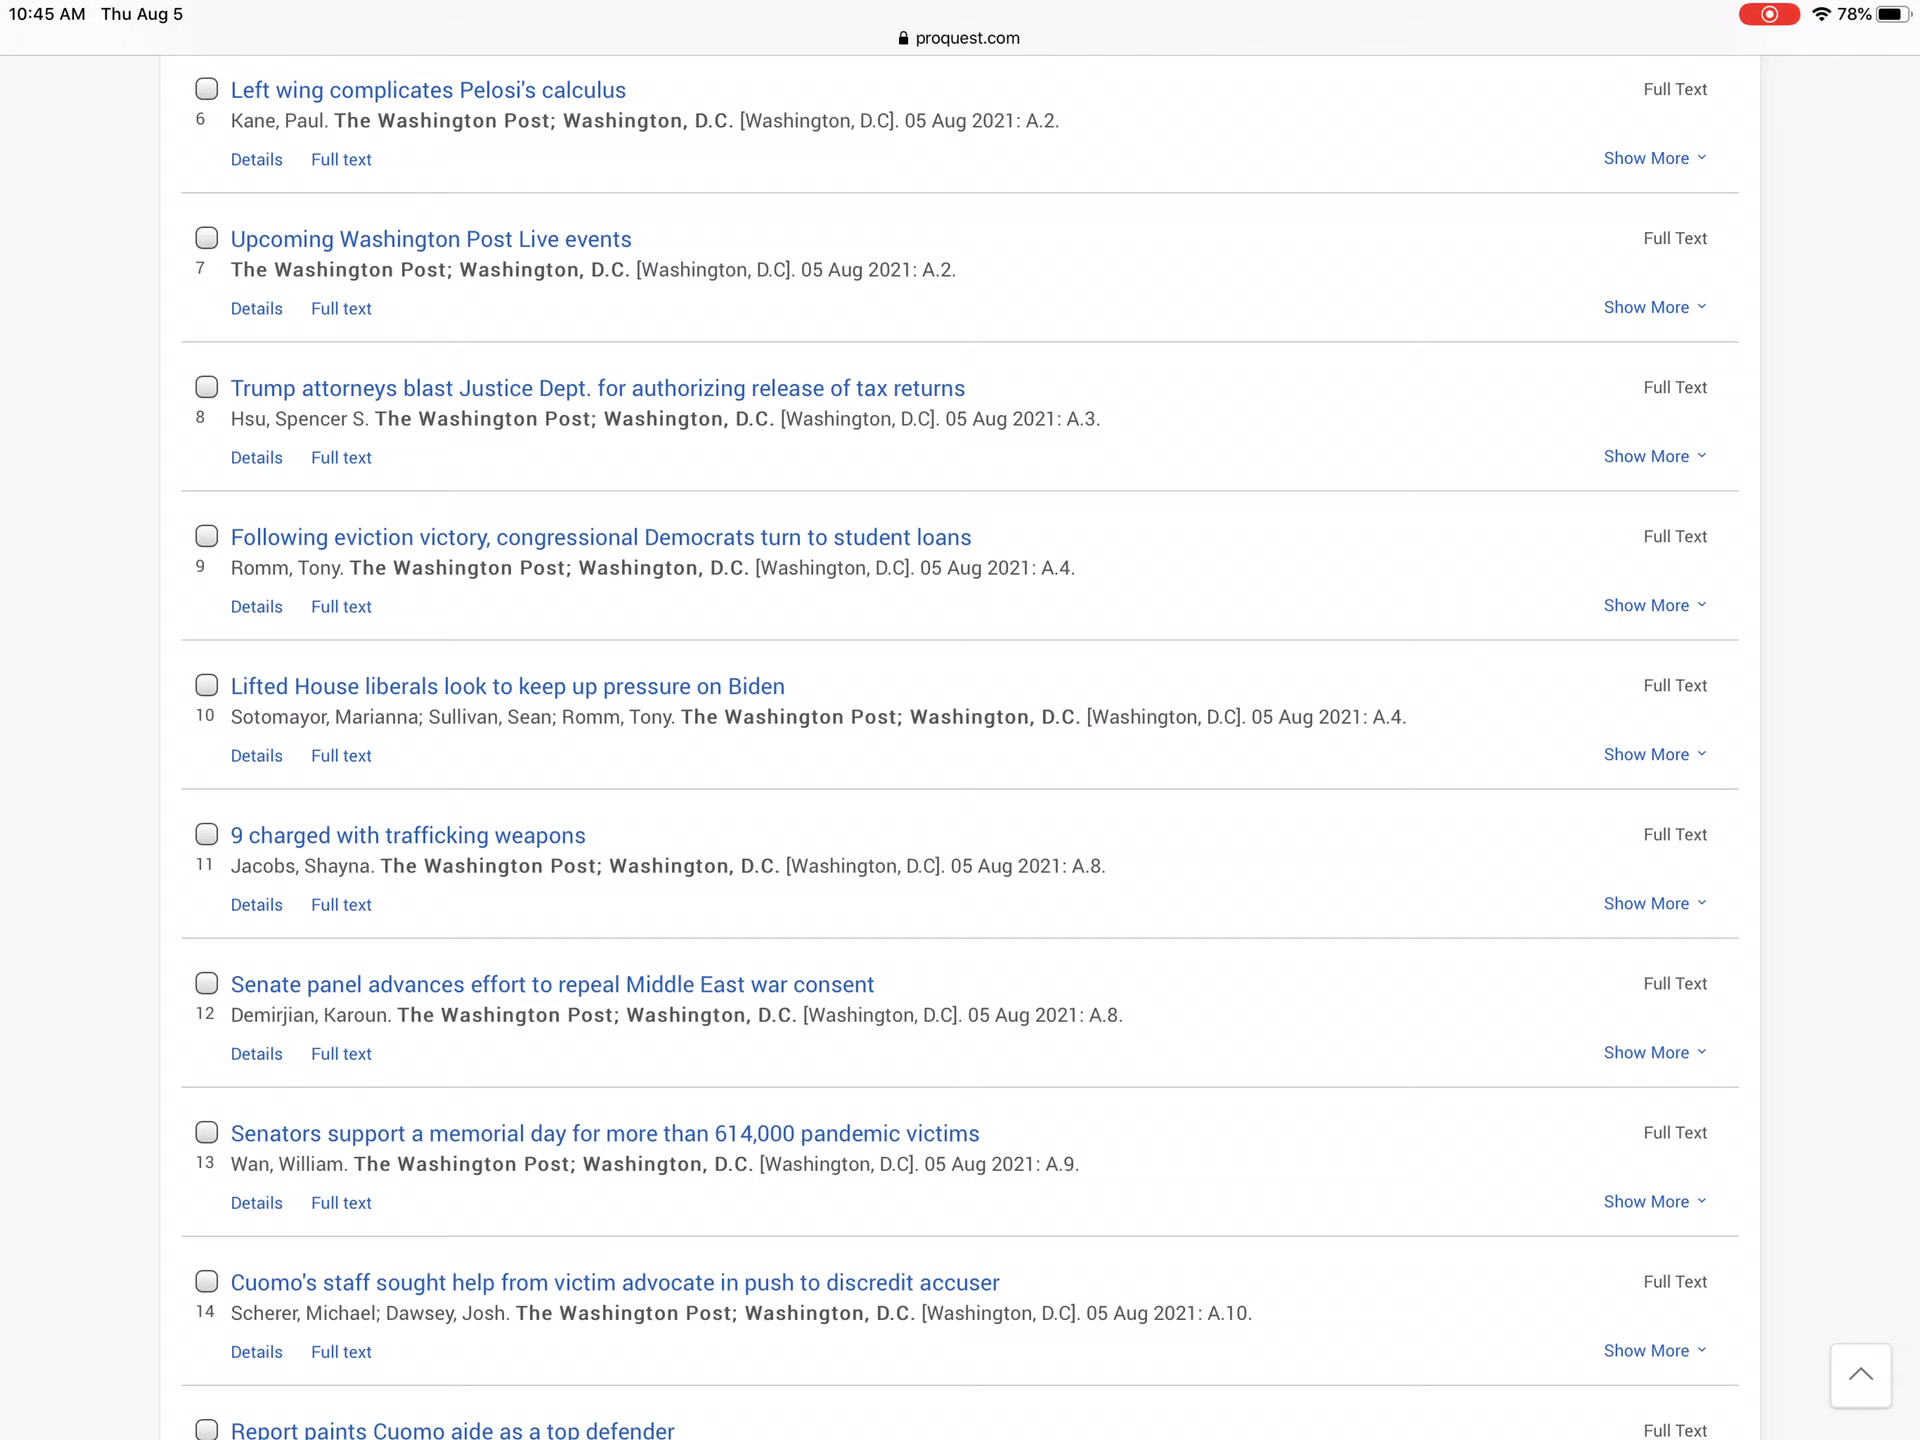 10:45 AM Thu Aug 5
78%
proquest.com
Left wing complicates Pelosi's calculus
Full Text
6 Kane, Paul. The Washington Post; Washington, D.C. [Washington, D.C]. 05 Aug 2021: A.2.
Details Full text Show More
Upcoming Washington Post Live events
Full Text
7 The Washington Post; Washington, D.C. [Washington, D.C]. 05 Aug 2021: A.2.
Details Full text Show More
Trump attorneys blast Justice Dept. for authorizing release of tax returns
Full Text
8 Hsu, Spencer S. The Washington Post; Washington, D.C. [Washington, D.C]. 05 Aug 2021: A.3.
Details Full text Show More
Following eviction victory, congressional Democrats turn to student loans
Full Text
9 Romm, Tony. The Washington Post; Washington, D.C. [Washington, D.C]. 05 Aug 2021: A.4.
Details Full text Show More
Lifted House liberals look to keep up pressure on Biden
Full Text
10 Sotomayor, Marianna; Sullivan, Sean; Romm, Tony. The Washington Post; Washington, D.C. [Washington, D.C]. 05 Aug 2021: A.4.
Details Full text Show More
9 charged with trafficking weapons
Full Text
11 Jacobs, Shayna. The Washington Post; Washington, D.C. [Washington, D.C]. 05 Aug 2021: A.8.
Details Full text Show More
Senate panel advances effort to repeal Middle East war consent
Full Text
12 Demirjian, Karoun. The Washington Post; Washington, D.C. [Washington, D.C]. 05 Aug 2021: A.8.
Details Full text Show More
Senators support a memorial day for more than 614,000 pandemic victims
Full Text
13 Wan, William. The Washington Post; Washington, D.C. [Washington, D.C]. 05 Aug 2021: A.9.
Details Full text Show More
Cuomo's staff sought help from victim advocate in push to discredit accuser
Full Text
14 Scherer, Michael; Dawsey, Josh. The Washington Post; Washington, D.C. [Washington, D.C]. 05 Aug 2021: A.10.
Details Full text Show More
Report paints Cuomo aide as a top defender
Full Text